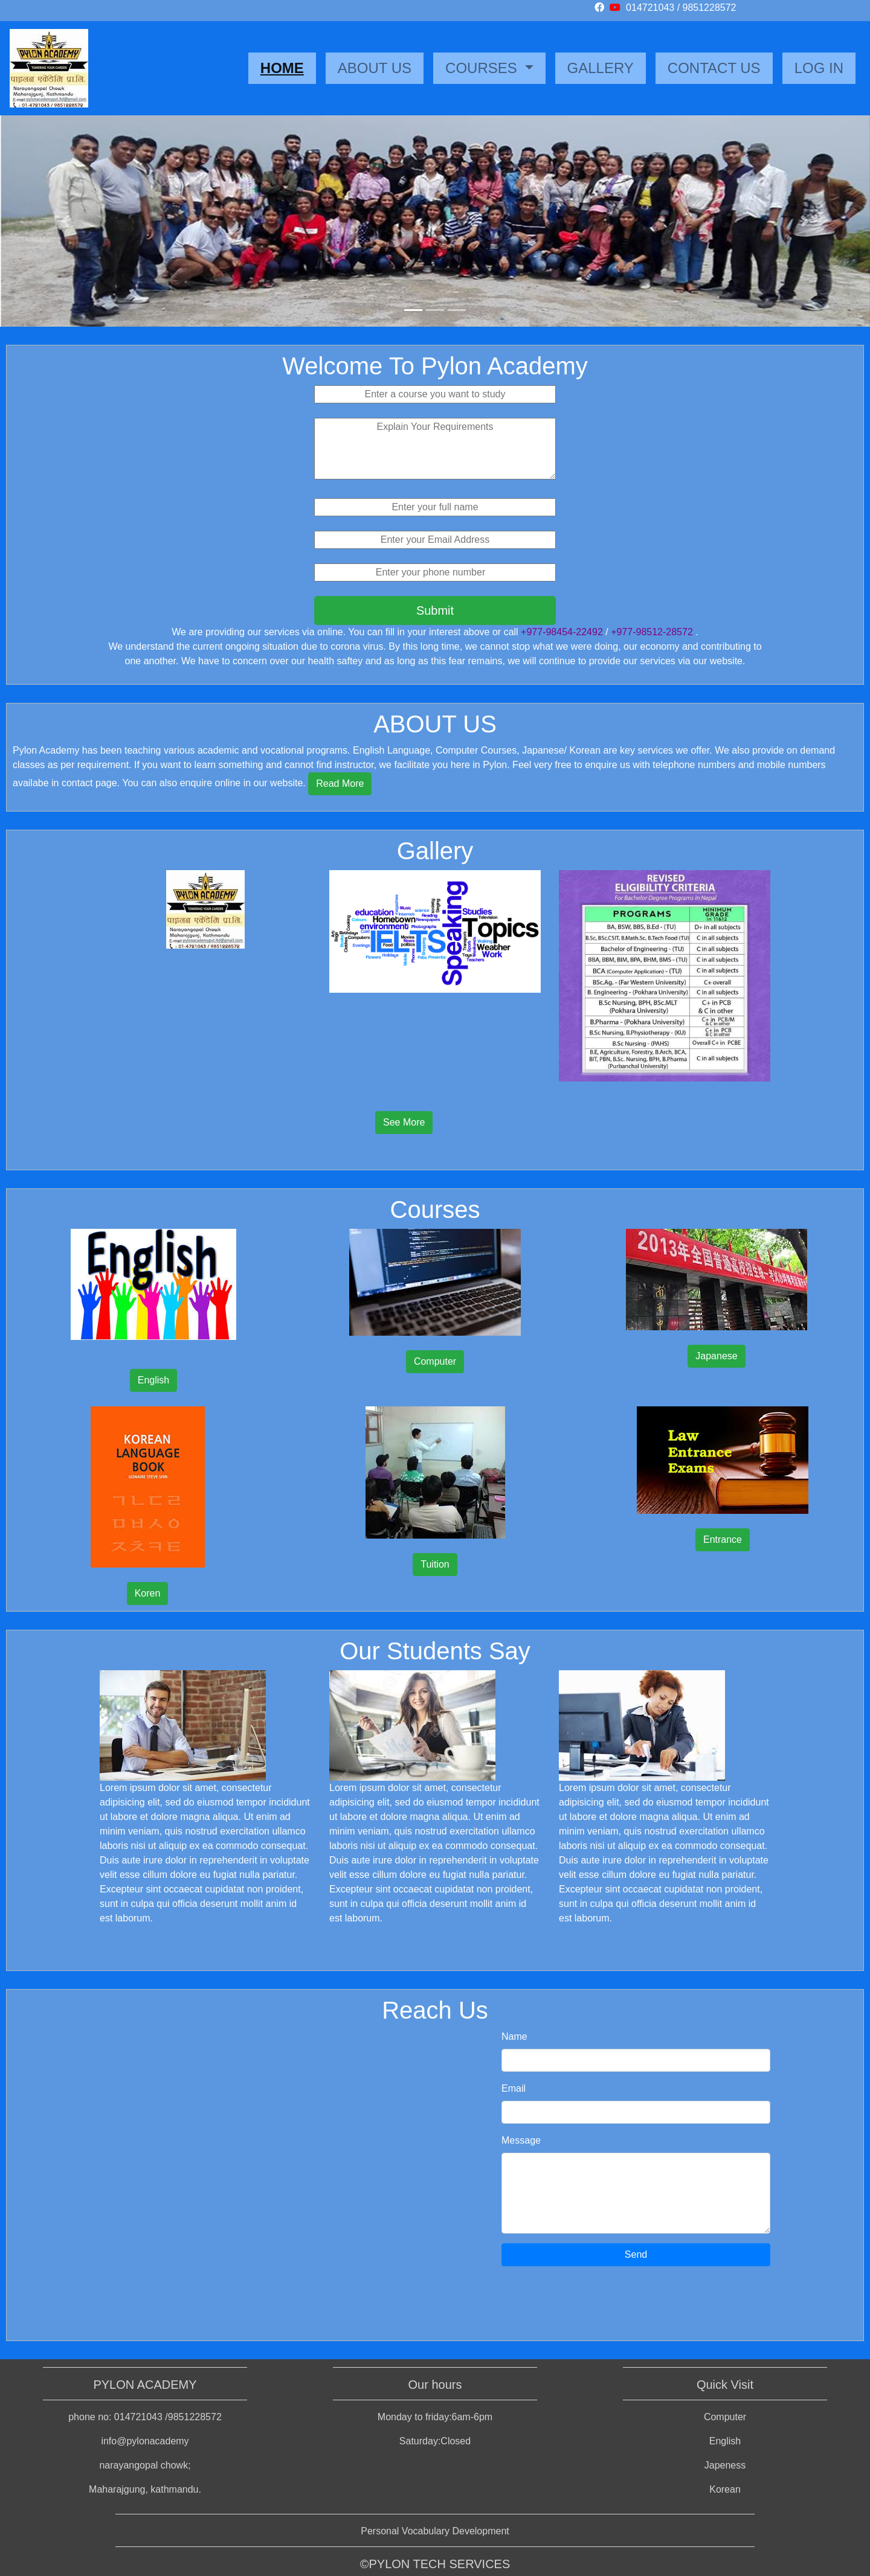 014721043 / 9851228572
PYLON ACADEMY
TOWERING YOUR CAREER
पाइलन एकेडेमि प्रा.लि.
Narayangopal Chowk
Maharajgunj, Kathmandu
HOME
ABOUT US
COURSES
GALLERY
CONTACT US
LOG IN
Welcome To Pylon Academy
Enter a course you want to study
Explain Your Requirements
Enter your full name
Enter your Email Address
Enter your phone number
Submit
We are providing our services via online. You can fill in your interest above or call +977-98454-22492 / +977-98512-28572 .
We understand the current ongoing situation due to corona virus. By this long time, we cannot stop what we were doing, our economy and contributing to
one another. We have to concern over our health saftey and as long as this fear remains, we will continue to provide our services via our website.
ABOUT US
Pylon Academy has been teaching various academic and vocational programs. English Language, Computer Courses, Japanese/ Korean are key services we offer. We also provide on demand
classes as per requirement. If you want to learn something and cannot find instructor, we facilitate you here in Pylon. Feel very free to enquire us with telephone numbers and mobile numbers
availabe in contact page. You can also enquire online in our website. Read More
Gallery
PYLON ACADEMY
TOWERING YOUR CAREER
पाइलन एकेडेमि प्रा.लि.
Narayangopal Chowk
Maharajgunj, Kathmandu
education
Hometown
environment
IELTS
Speaking
Studies
Television
Topics
Weather
Work
REVISED
ELIGIBILITY CRITERIA
For Bachelor Degree Programs In Nepal
PROGRAMS MINIMUM GRADE in 11&12
BA, BSW, BBS, B.Ed - (TU) D+ in all subjects
B.Sc, BSc,CSIT, B.Math.Sc. B.Tech Food (TU) C in all subjects
Bachelor of Engineering - (TU) C in all subjects
BBA, BBM, BIM, BPA, BHM, BMS - (TU) C in all subjects
BCA (Computer Application) - (TU) C in all subjects
BSc.Ag. - (Far Western University) C+ overall
B. Engineering - (Pokhara University) C in all subjects
B.Sc Nursing, BPH, BSc.MLT (Pokhara University) C+ in PCB & C in other
B.Pharma - (Pokhara University) C+ in PCB/M & C in other
B.Sc Nursing, B.Physiotherapy - (KU) C+ in PCB & C in other
B.Sc Nursing - (PAHS) Overall C+ in PCBE
B.E, Agriculture, Forestry, B.Arch, BCA, BIT, PBN, B.Sc. Nursing, BPH, B.Pharma (Purbanchal University) C in all subjects
See More
Courses
English
2013年全国普通高校招生统一考试
English
Computer
Japanese
KOREAN
LANGUAGE
BOOK
ㄱㄴㄷㄹ
ㅁㅂㅅㅇ
ㅈㅊㅋㅌ
Law
Entrance
Exams
Koren
Tuition
Entrance
Our Students Say
Lorem ipsum dolor sit amet, consectetur
adipisicing elit, sed do eiusmod tempor incididunt
ut labore et dolore magna aliqua. Ut enim ad
minim veniam, quis nostrud exercitation ullamco
laboris nisi ut aliquip ex ea commodo consequat.
Duis aute irure dolor in reprehenderit in voluptate
velit esse cillum dolore eu fugiat nulla pariatur.
Excepteur sint occaecat cupidatat non proident,
sunt in culpa qui officia deserunt mollit anim id
est laborum.
Lorem ipsum dolor sit amet, consectetur
adipisicing elit, sed do eiusmod tempor incididunt
ut labore et dolore magna aliqua. Ut enim ad
minim veniam, quis nostrud exercitation ullamco
laboris nisi ut aliquip ex ea commodo consequat.
Duis aute irure dolor in reprehenderit in voluptate
velit esse cillum dolore eu fugiat nulla pariatur.
Excepteur sint occaecat cupidatat non proident,
sunt in culpa qui officia deserunt mollit anim id
est laborum.
Lorem ipsum dolor sit amet, consectetur
adipisicing elit, sed do eiusmod tempor incididunt
ut labore et dolore magna aliqua. Ut enim ad
minim veniam, quis nostrud exercitation ullamco
laboris nisi ut aliquip ex ea commodo consequat.
Duis aute irure dolor in reprehenderit in voluptate
velit esse cillum dolore eu fugiat nulla pariatur.
Excepteur sint occaecat cupidatat non proident,
sunt in culpa qui officia deserunt mollit anim id
est laborum.
Reach Us
Name
Email
Message
Send
PYLON ACADEMY
phone no: 014721043 /9851228572
info@pylonacademy
narayangopal chowk;
Maharajgung, kathmandu.
Our hours
Monday to friday:6am-6pm
Saturday:Closed
Quick Visit
Computer
English
Japeness
Korean
Personal Vocabulary Development
©PYLON TECH SERVICES